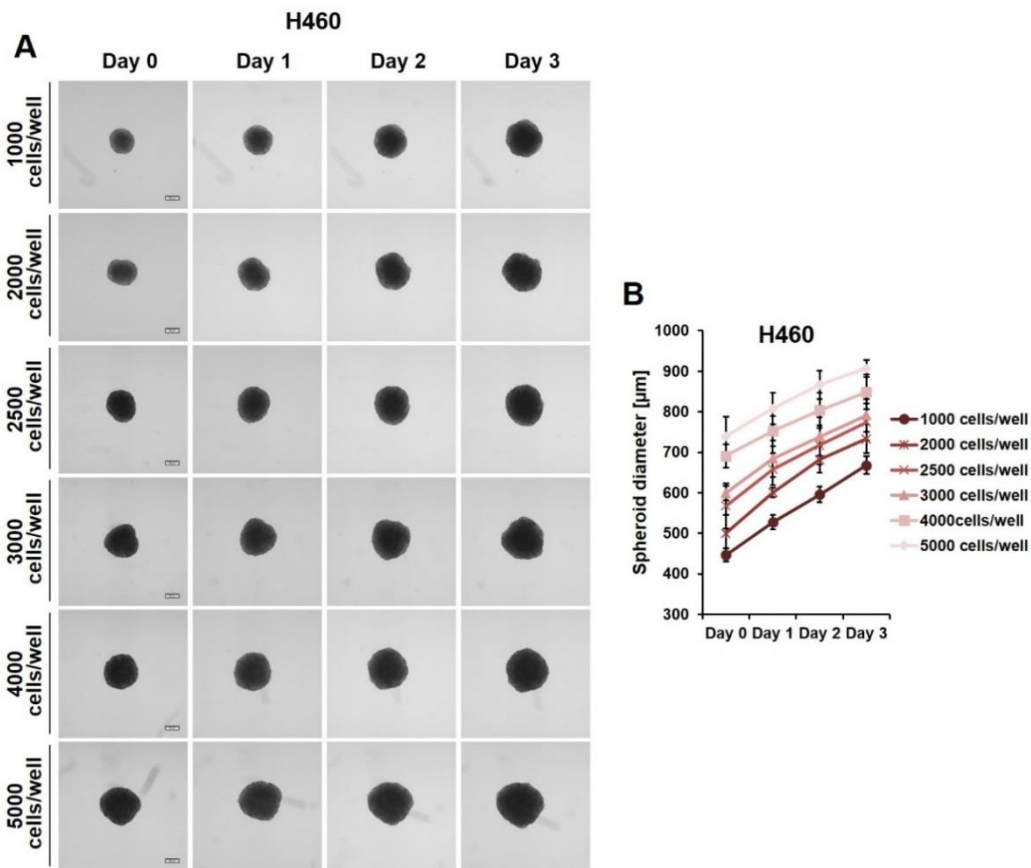 H460
A
Day 0 Day 1 Day 2 Day 3
1000
cells/well
2000
cells/well
2500
cells/well
3000
cells/well
4000
cells/well
5000
cells/well
B
H460
Spheroid diameter [µm]
1000
900
800
700
600
500
400
300
Day 0 Day 1 Day 2 Day 3
1000 cells/well
2000 cells/well
2500 cells/well
3000 cells/well
4000cells/well
5000 cells/well